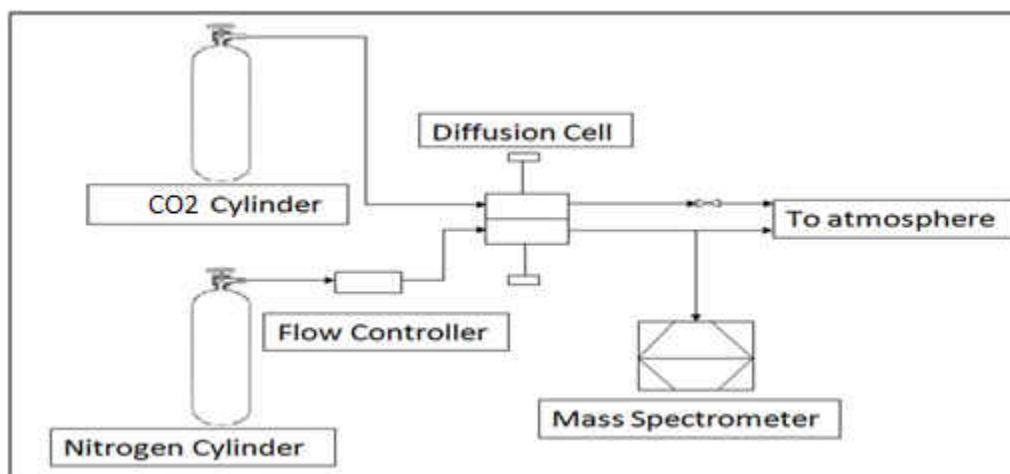 Diffusion Cell
CO2 Cylinder
To atmosphere
Flow Controller
Mass Spectrometer
Nitrogen Cylinder